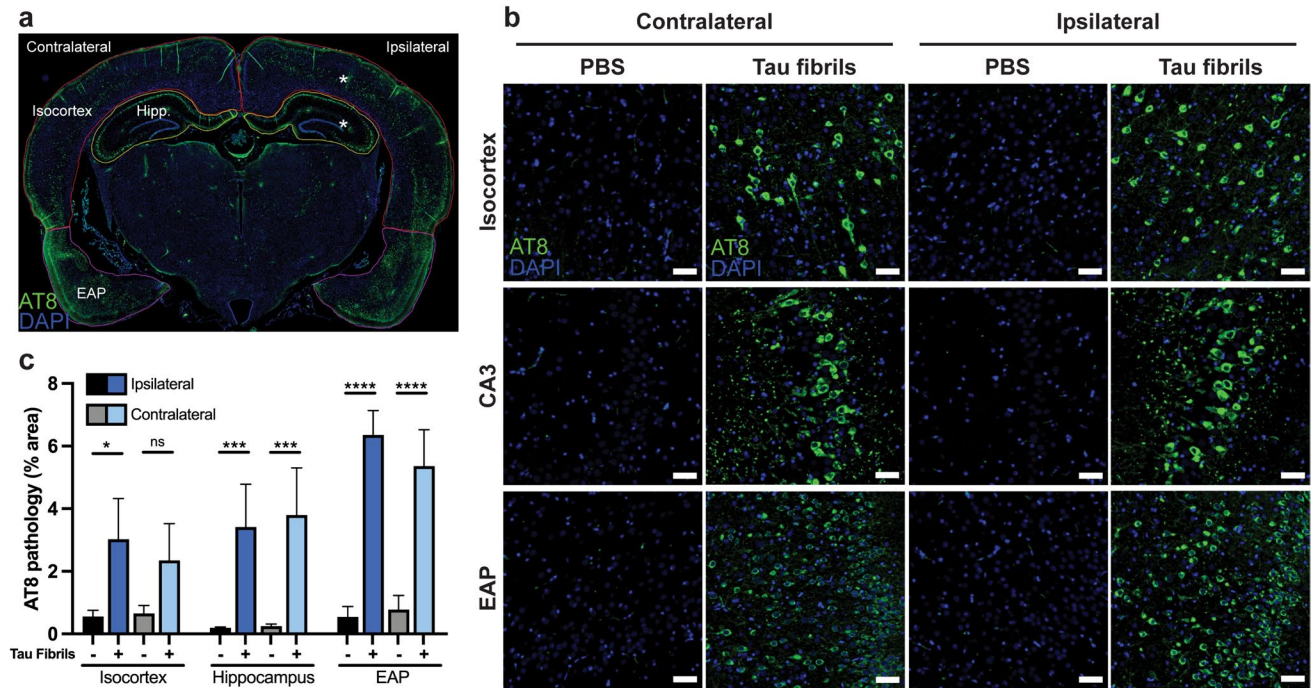 a
Contralateral
Ipsilateral
*
Isocortex
Hipp.
*
EAP
AT8
DAPI
b
Contralateral
Ipsilateral
PBS
Tau fibrils
PBS
Tau fibrils
Isocortex
AT8
DAPI
AT8
DAPI
CA3
EAP
c
AT8 pathology (% area)
8
6
4
2
0
Ipsilateral
Contralateral
* ns *** *** **** ****
Tau Fibrils - + - + - + - + - + - +
Isocortex Hippocampus EAP